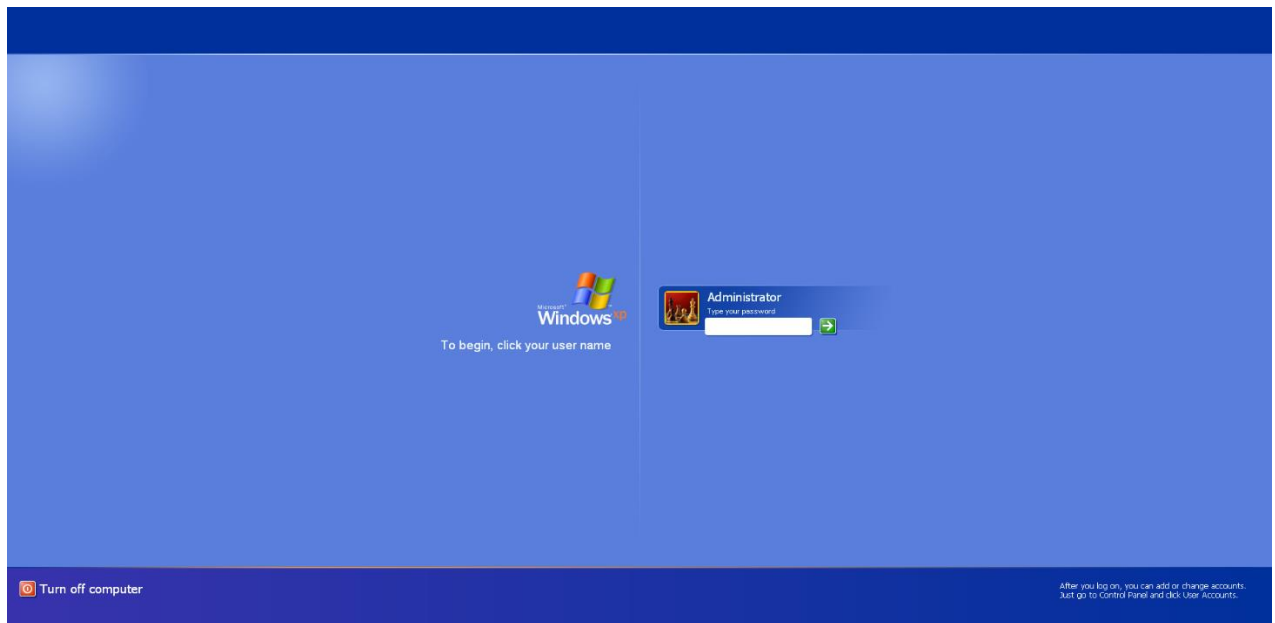 Microsoft®
Windows xp
To begin, click your user name
Administrator
Type your password
Turn off computer
After you log on, you can add or change accounts.
Just go to Control Panel and click User Accounts.